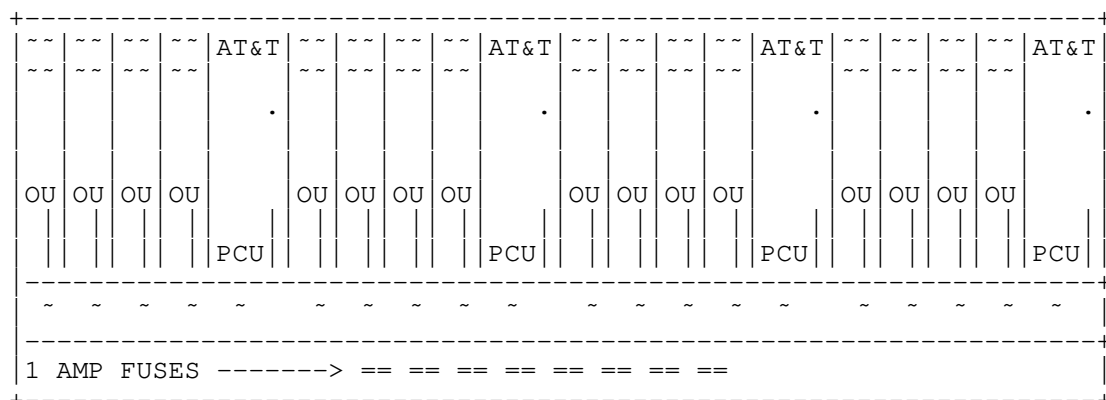 AT&T AT&T AT&T AT&T
OU OU OU OU OU OU OU OU OU OU OU OU OU OU OU OU
PCU PCU PCU PCU
1 AMP FUSES -------> == == == == == == == ==